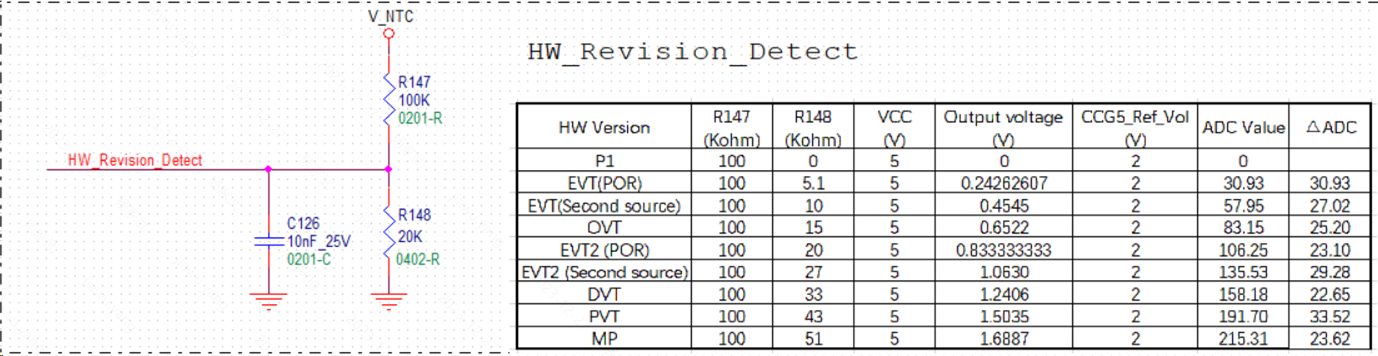 V_NTC
R147
100K
0201-R
HW_Revision_Detect
C126
10nF_25V
0201-C
R148
20K
0402-R
HW_Revision_Detect
HW Version R147 (Kohm) R148 (Kohm) VCC (V) Output voltage (V) CCG5_Ref_Vol (V) ADC Value △ADC
P1 100 0 5 0 2 0
EVT(POR) 100 5.1 5 0.24262607 2 30.93 30.93
EVT(Second source) 100 10 5 0.4545 2 57.95 27.02
OVT 100 15 5 0.6522 2 83.15 25.20
EVT2 (POR) 100 20 5 0.833333333 2 106.25 23.10
EVT2 (Second source) 100 27 5 1.0630 2 135.53 29.28
DVT 100 33 5 1.2406 2 158.18 22.65
PVT 100 43 5 1.5035 2 191.70 33.52
MP 100 51 5 1.6887 2 215.31 23.62